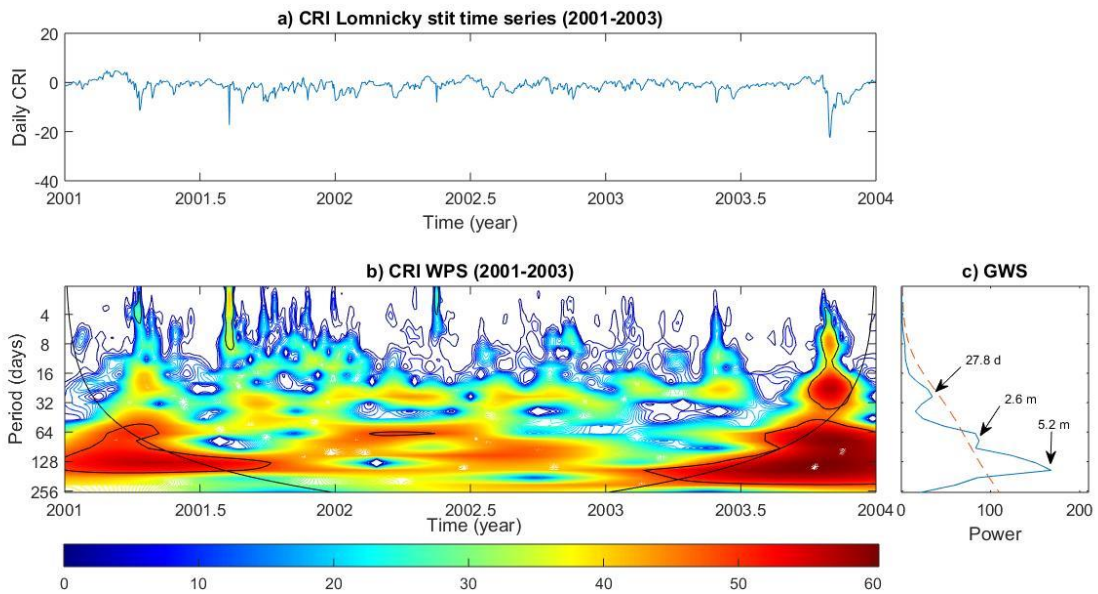 a) CRI Lomnicky stit time series (2001-2003)
20
0
-20
-40
Daily CRI
2001 2001.5 2002 2002.5 2003 2003.5 2004
Time (year)
b) CRI WPS (2001-2003)
4
8
16
32
64
128
256
Period (days)
2001 2001.5 2002 2002.5 2003 2003.5 2004
Time (year)
0 10 20 30 40 50 60
c) GWS
27.8 d
2.6 m
5.2 m
0 100 200
Power